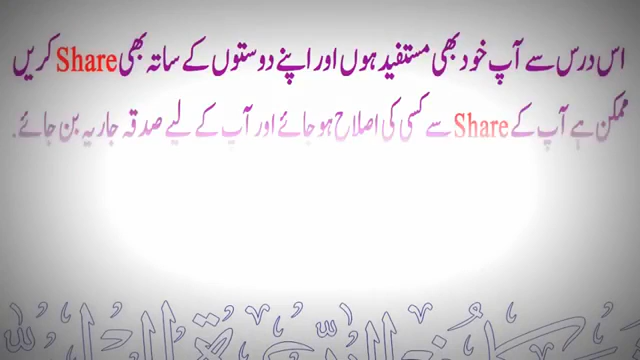 اس درس سے آپ خود بھی مستفید ہوں اور اپنے دوستوں کے ساتھ بھی Share کریں
ممکن ہے آپ کے Share سے کسی کی اصلاح ہو جائے اور آپ کے لیے صدقہ جاریہ بن جائے.